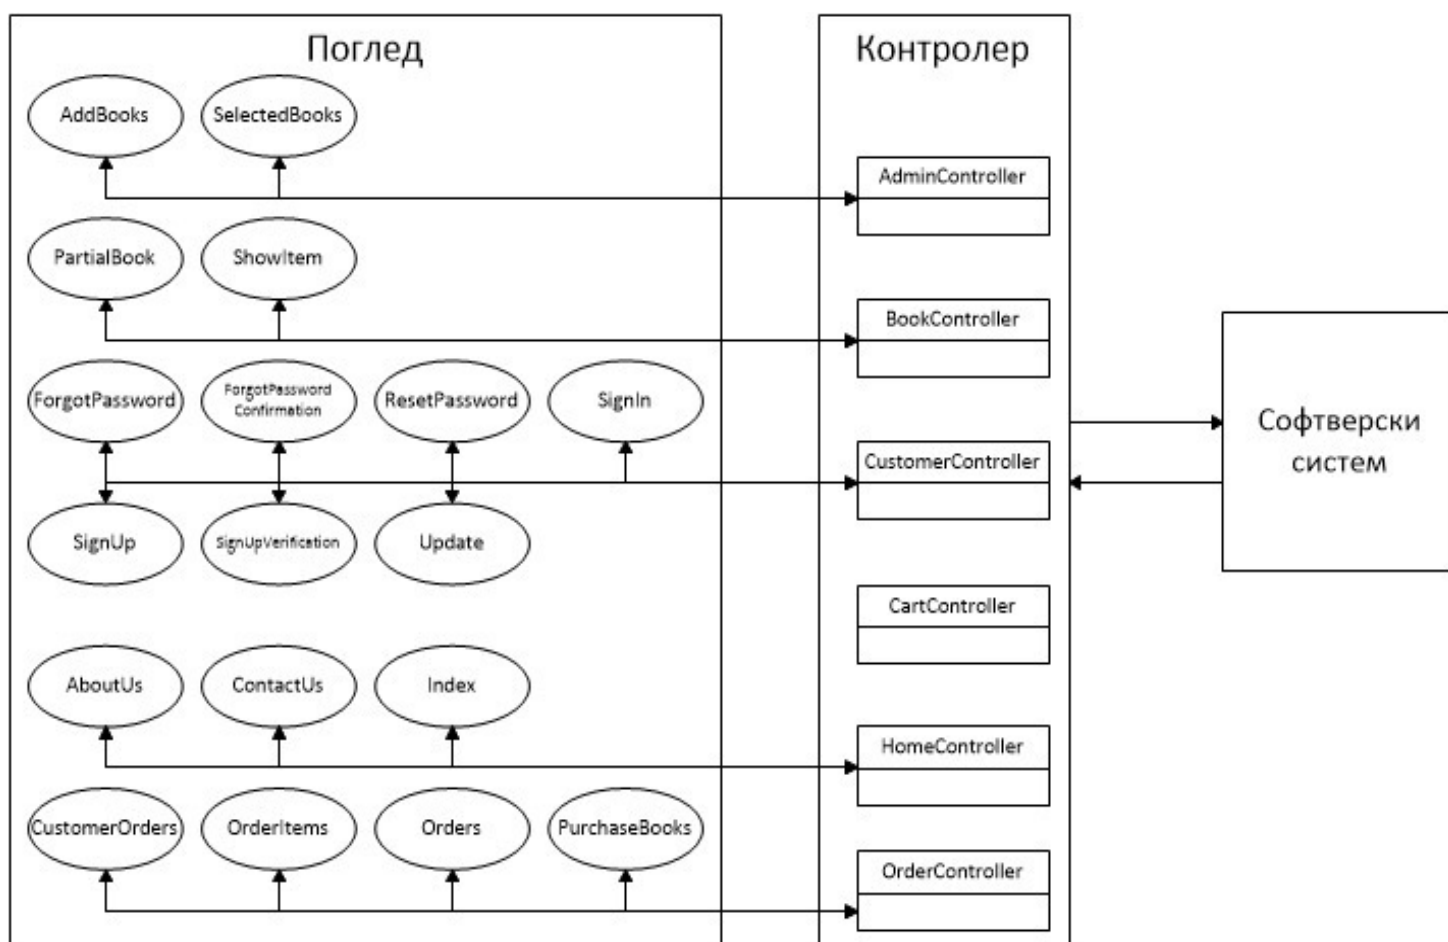 Поглед
Контролер
AddBooks
SelectedBooks
AdminController
PartialBook
ShowItem
BookController
ForgotPassword
ForgotPassword
Confirmation
ResetPassword
SignIn
CustomerController
Софтверски
систем
SignUp
SignUpVerification
Update
CartController
AboutUs
ContactUs
Index
HomeController
CustomerOrders
OrderItems
Orders
PurchaseBooks
OrderController